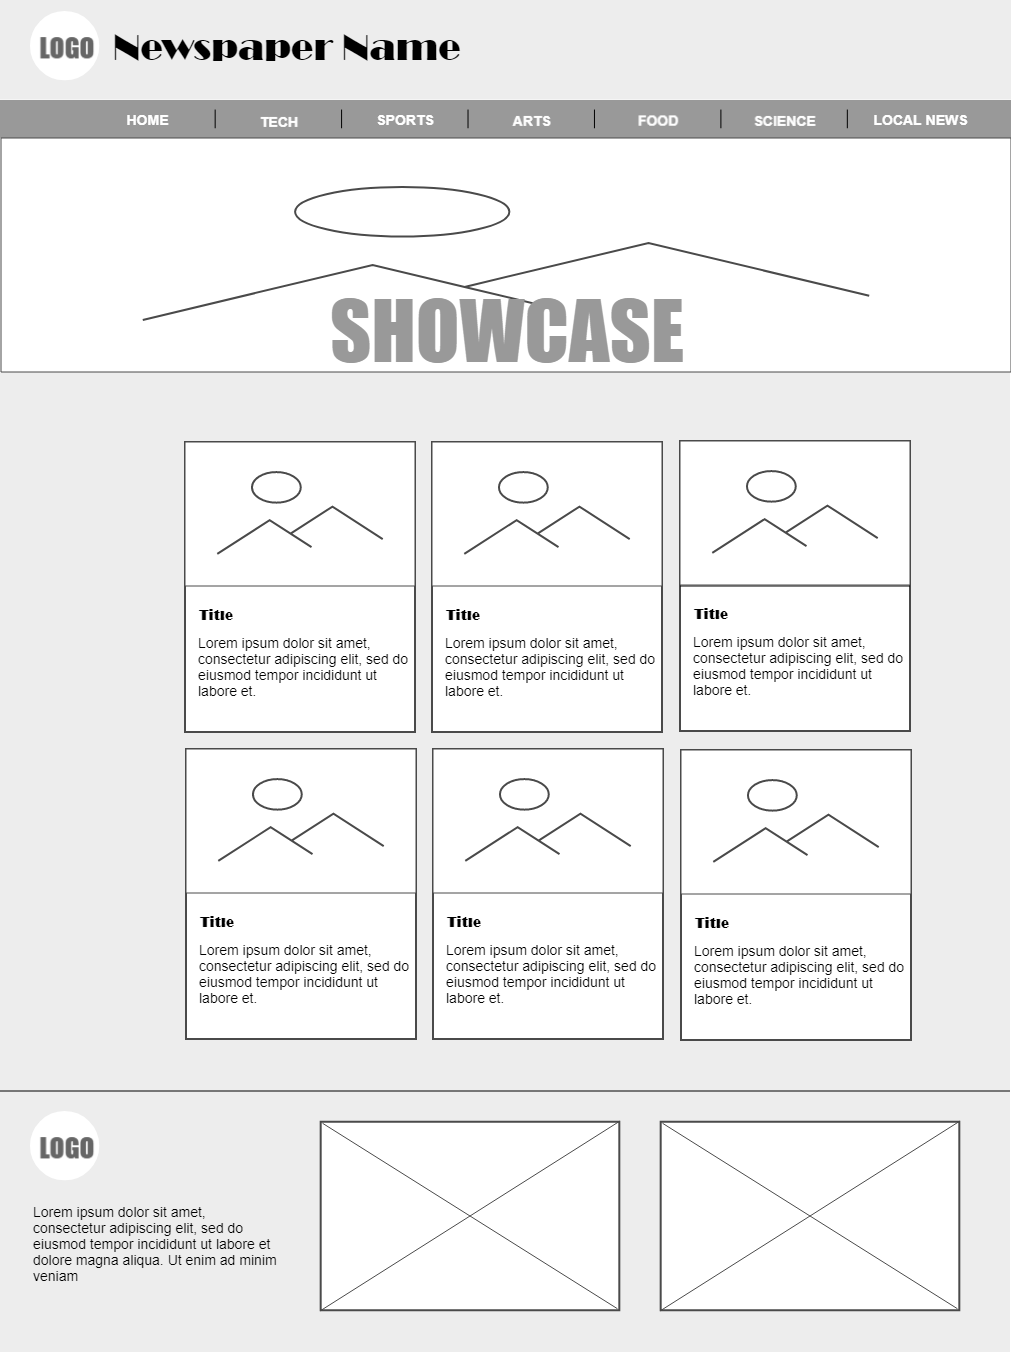 LOGO Newspaper Name
HOME TECH SPORTS ARTS FOOD SCIENCE LOCAL NEWS
SHOWCASE
Title
Lorem ipsum dolor sit amet,
consectetur adipiscing elit, sed do
eiusmod tempor incididunt ut
labore et.
Title
Lorem ipsum dolor sit amet,
consectetur adipiscing elit, sed do
eiusmod tempor incididunt ut
labore et.
Title
Lorem ipsum dolor sit amet,
consectetur adipiscing elit, sed do
eiusmod tempor incididunt ut
labore et.
Title
Lorem ipsum dolor sit amet,
consectetur adipiscing elit, sed do
eiusmod tempor incididunt ut
labore et.
Title
Lorem ipsum dolor sit amet,
consectetur adipiscing elit, sed do
eiusmod tempor incididunt ut
labore et.
Title
Lorem ipsum dolor sit amet,
consectetur adipiscing elit, sed do
eiusmod tempor incididunt ut
labore et.
LOGO
Lorem ipsum dolor sit amet,
consectetur adipiscing elit, sed do
eiusmod tempor incididunt ut labore et
dolore magna aliqua. Ut enim ad minim
veniam